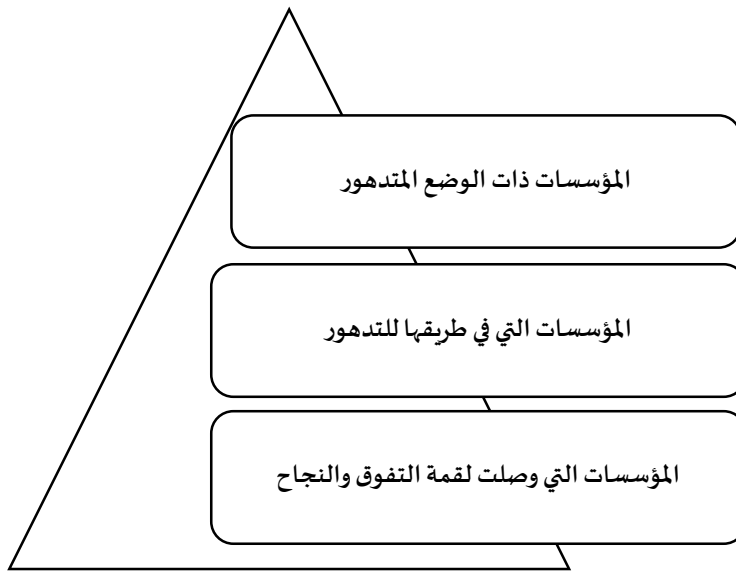 المؤسسات ذات الوضع المتدهور
المؤسسات التي في طريقها للتدهور
المؤسسات التي وصلت لقمة التفوق والنجاح